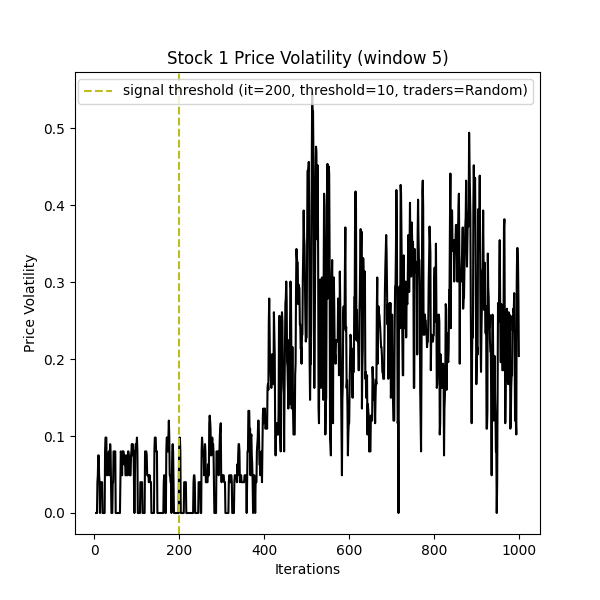 Stock 1 Price Volatility (window 5)
signal threshold (it=200, threshold=10, traders=Random)
Price Volatility
0.5
0.4
0.3
0.2
0.1
0.0
0 200 400 600 800 1000
Iterations